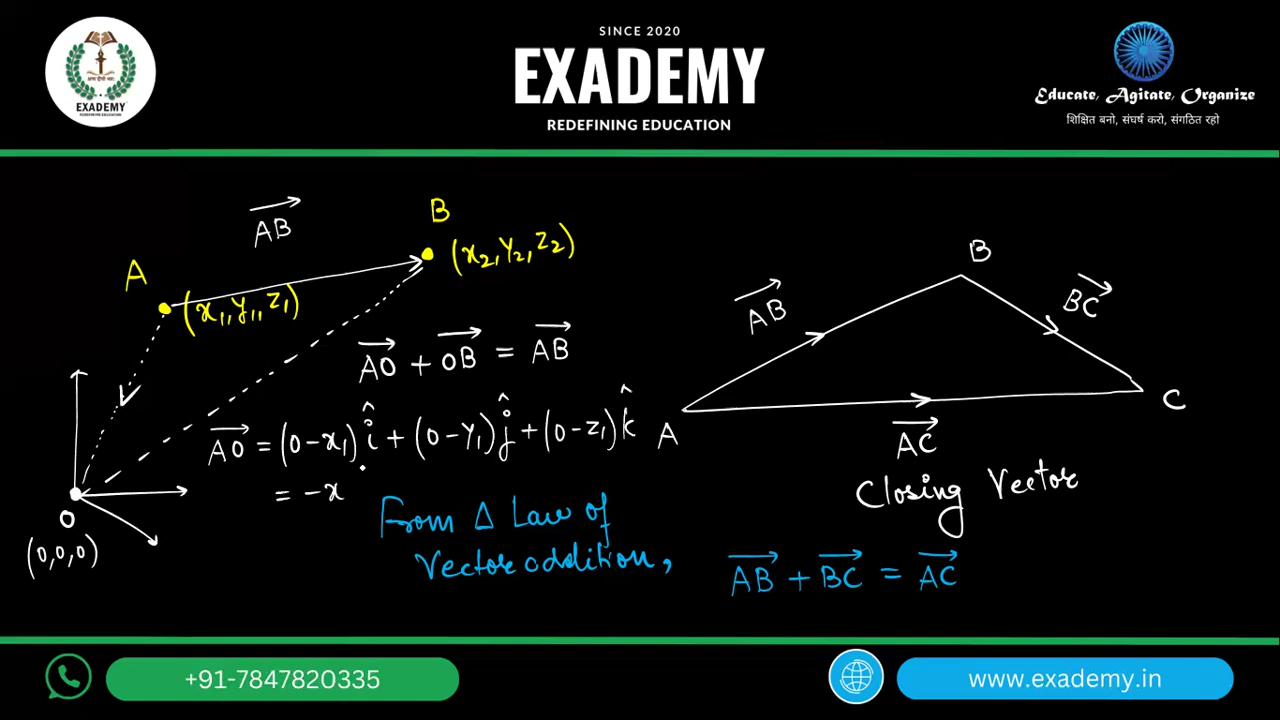 SINCE 2020
EXADEMY
REDEFINING EDUCATION
EXADEMY
REDEFINING EDUCATION
Educate, Agitate, Organize
शिक्षित बनो, संघर्ष करो, संगठित रहो
AB
A
B
(x₁, y₁, z₁)
(x₂, y₂, z₂)
AO + OB = AB
AO = (0-x₁)î + (0-y₁)ĵ + (0-z₁)k̂
= -x
O
(0,0,0)
From Δ Law of
Vector addition,
AB + BC = AC
B
AB
BC
A
C
AC
Closing Vector
+91-7847820335
www.exademy.in